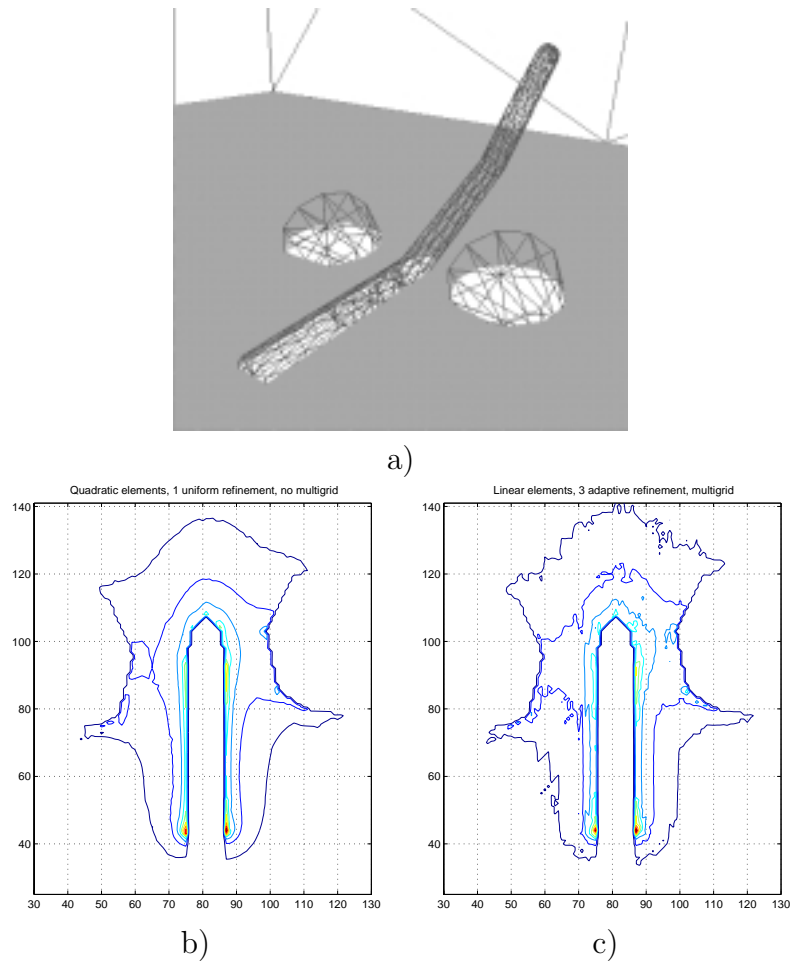 a)
Quadratic elements, 1 uniform refinement, no multigrid
140
120
100
80
60
40
30 40 50 60 70 80 90 100 110 120 130
b)
Linear elements, 3 adaptive refinement, multigrid
140
120
100
80
60
40
30 40 50 60 70 80 90 100 110 120 130
c)